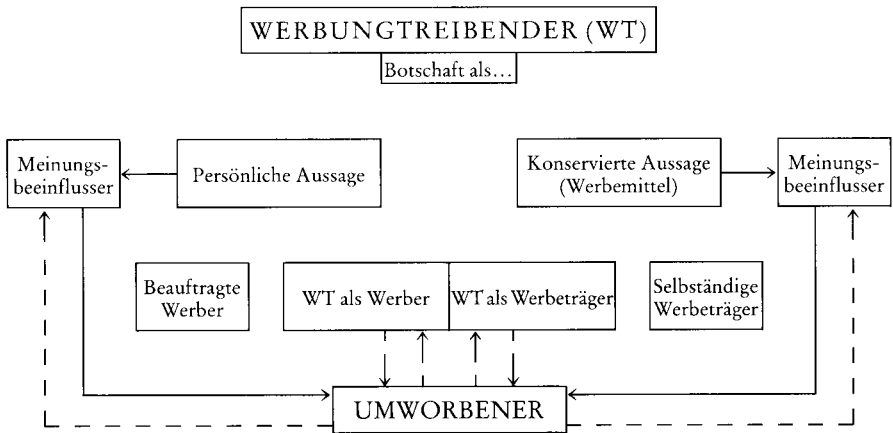 WERBUNGTREIBENDER (WT)
Botschaft als...
Meinungs-
beeinflusser
Persönliche Aussage
Konservierte Aussage
(Werbemittel)
Meinungs-
beeinflusser
Beauftragte
Werber
WT als Werber
WT als Werbeträger
Selbständige
Werbeträger
UMWORBENER